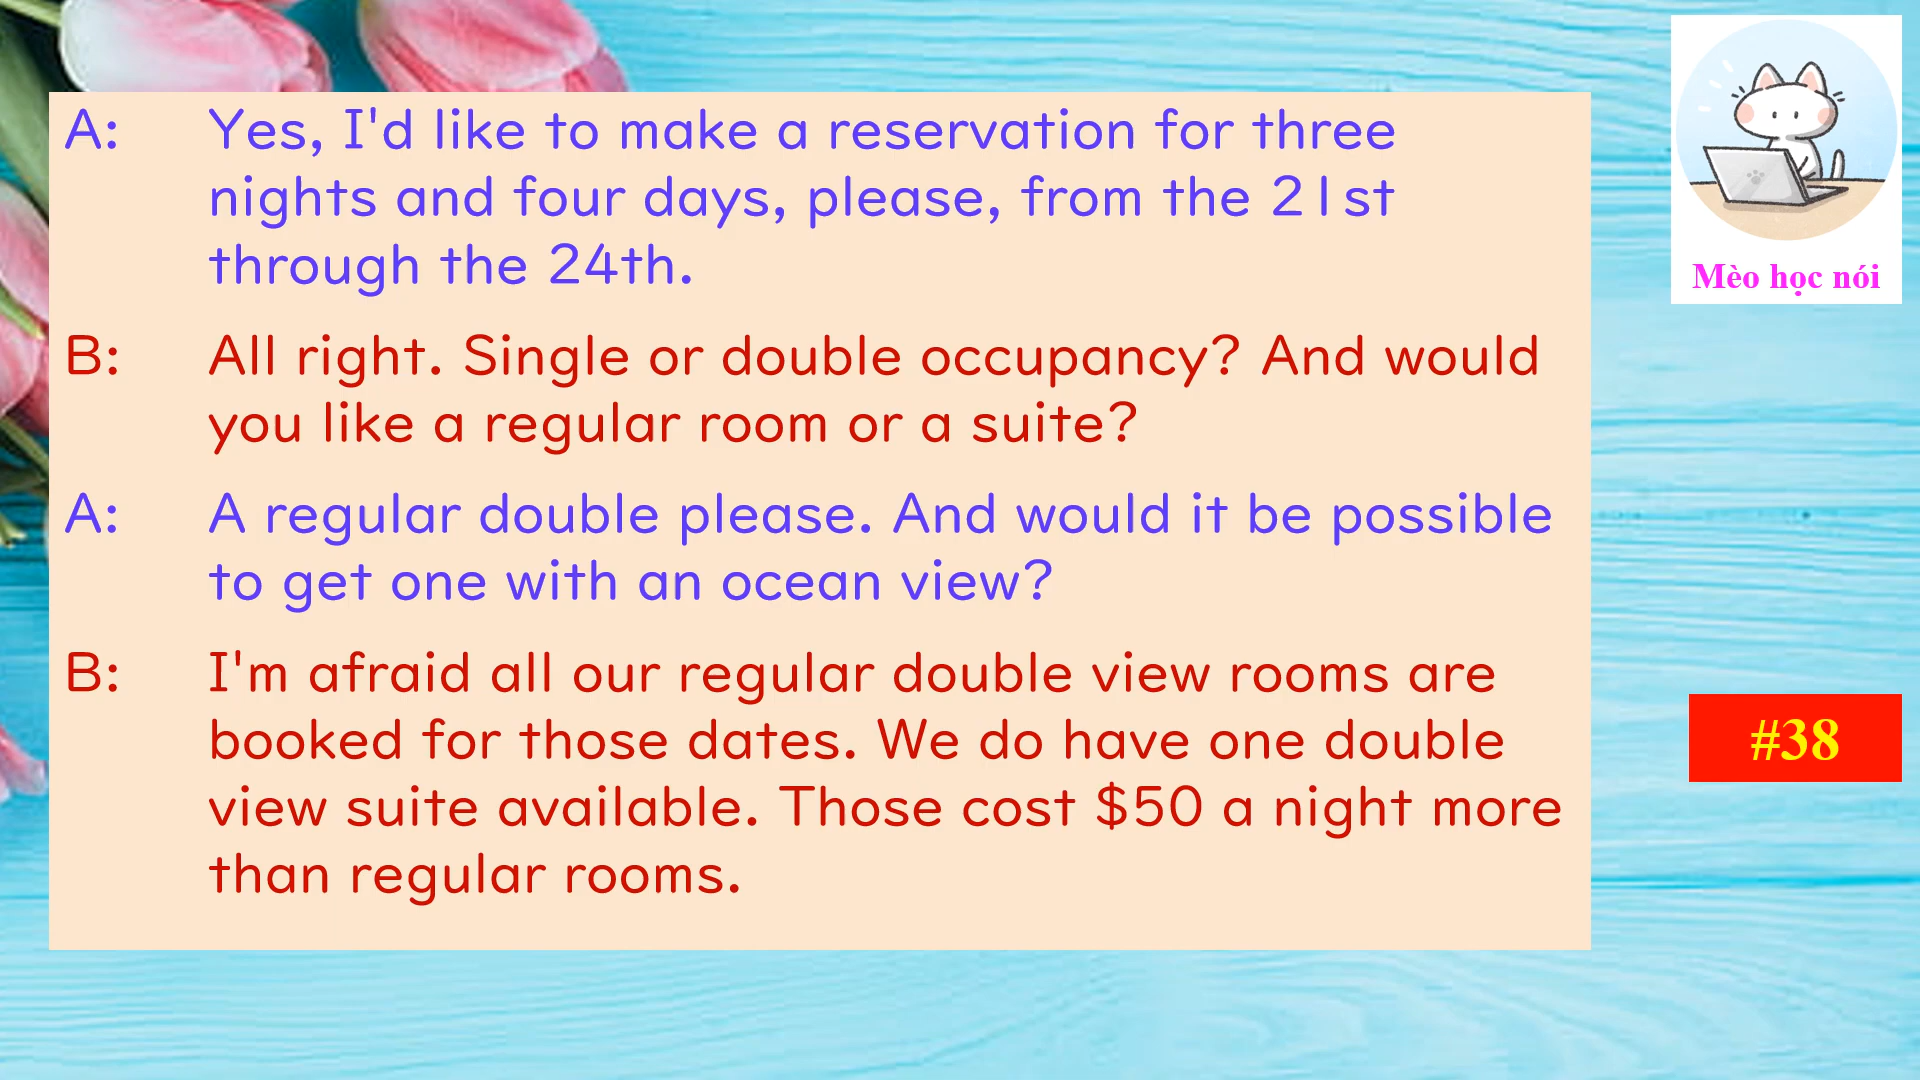 A: Yes, I'd like to make a reservation for three
nights and four days, please, from the 21st
through the 24th.
B: All right. Single or double occupancy? And would
you like a regular room or a suite?
A: A regular double please. And would it be possible
to get one with an ocean view?
B: I'm afraid all our regular double view rooms are
booked for those dates. We do have one double
view suite available. Those cost $50 a night more
than regular rooms.
Mèo học nói
#38